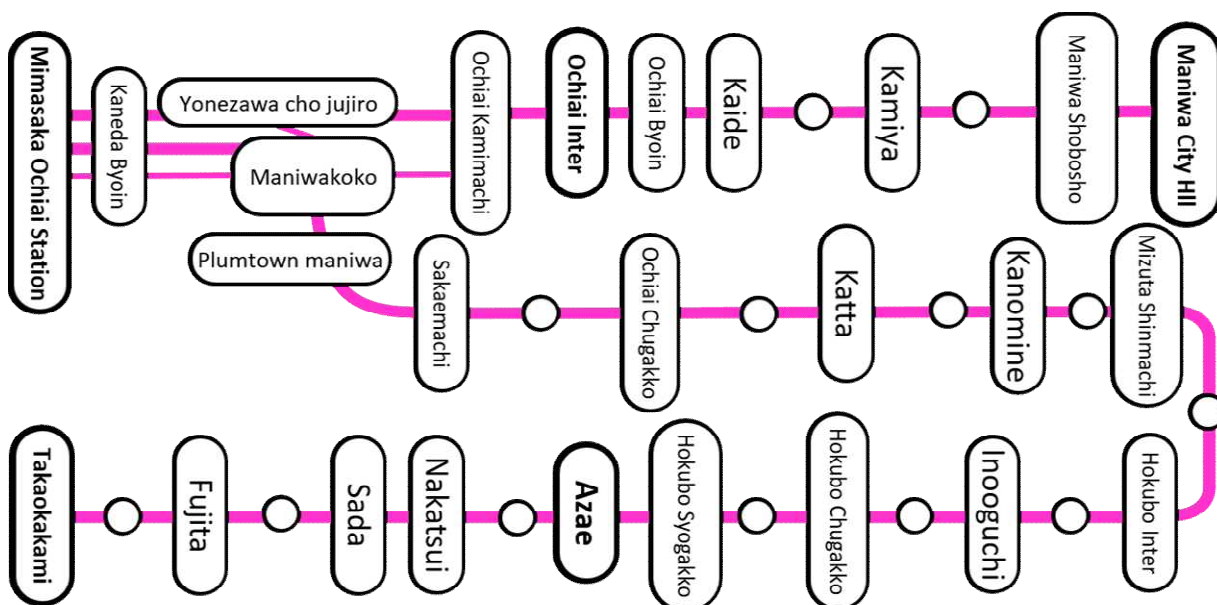 Mimasaka Ochiai Station
Kaneda Byoin
Yonezawa cho jujiro
Maniwakoko
Plumtown maniwa
Ochiai Kamimachi
Ochiai Inter
Ochiai Byoin
Kaide
Kamiya
Maniwa Shobosho
Maniwa City Hll
Sakaemachi
Ochiai Chugakko
Katta
Kanomine
Mizuta Shinmachi
Takaokakami
Fujita
Sada
Nakatsui
Azae
Hokubo Syogakko
Hokubo Chugakko
Inooguchi
Hokubo Inter